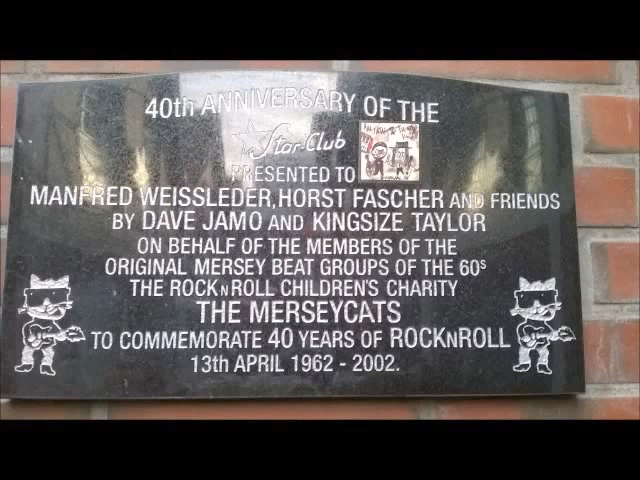 40th ANNIVERSARY OF THE
Star-Club
PRESENTED TO
MANFRED WEISSLEDER, HORST FASCHER AND FRIENDS
BY DAVE JAMO AND KINGSIZE TAYLOR
ON BEHALF OF THE MEMBERS OF THE
ORIGINAL MERSEY BEAT GROUPS OF THE 60s
THE ROCK N ROLL CHILDREN'S CHARITY
THE MERSEYCATS
TO COMMEMORATE 40 YEARS OF ROCKNROLL
13th APRIL 1962 - 2002.